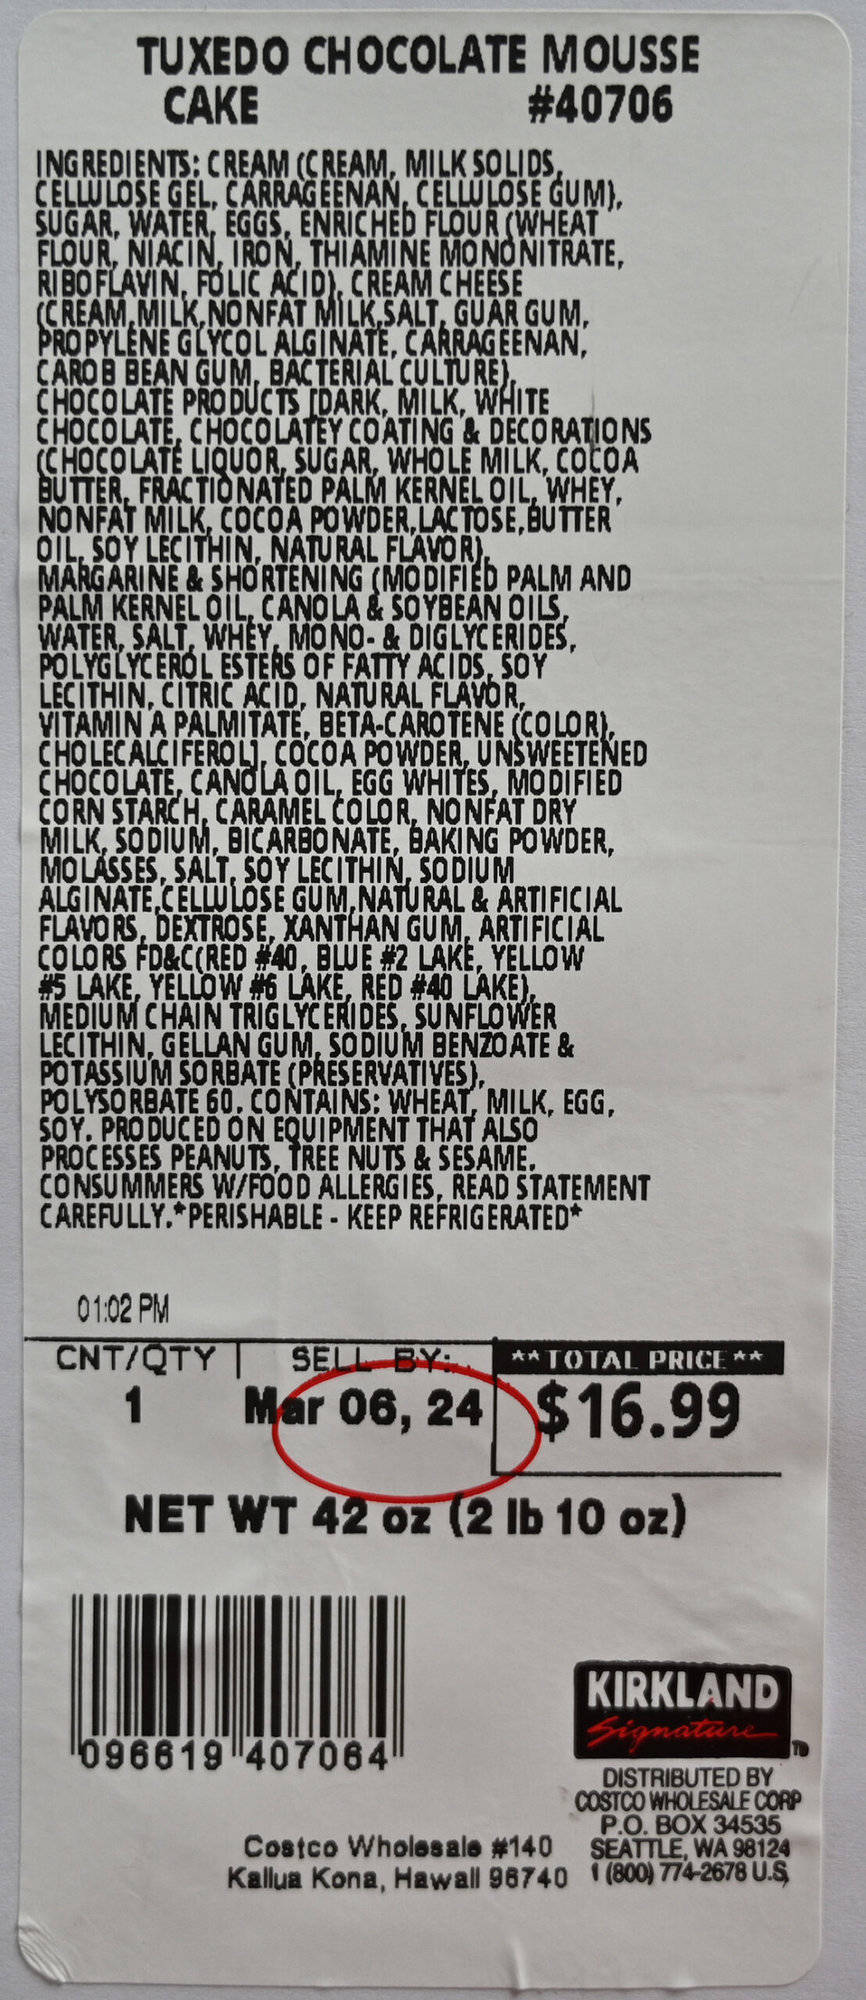 TUXEDO CHOCOLATE MOUSSE
CAKE #40706
INGREDIENTS: CREAM (CREAM, MILK SOLIDS,
CELLULOSE GEL, CARRAGEENAN, CELLULOSE GUM),
SUGAR, WATER, EGGS, ENRICHED FLOUR (WHEAT
FLOUR, NIACIN, IRON, THIAMINE MONONITRATE,
RIBOFLAVIN, FOLIC ACID), CREAM CHEESE
(CREAM,MILK,NONFAT MILK,SALT, GUAR GUM,
PROPYLENE GLYCOL ALGINATE, CARRAGEENAN,
CAROB BEAN GUM, BACTERIAL CULTURE),
CHOCOLATE PRODUCTS [DARK, MILK, WHITE
CHOCOLATE, CHOCOLATEY COATING & DECORATIONS
(CHOCOLATE LIQUOR, SUGAR, WHOLE MILK, COCOA
BUTTER, FRACTIONATED PALM KERNEL OIL, WHEY,
NONFAT MILK, COCOA POWDER,LACTOSE,BUTTER
OIL, SOY LECITHIN, NATURAL FLAVOR),
MARGARINE & SHORTENING (MODIFIED PALM AND
PALM KERNEL OIL, CANOLA & SOYBEAN OILS,
WATER, SALT, WHEY, MONO- & DIGLYCERIDES,
POLYGLYCEROL ESTERS OF FATTY ACIDS, SOY
LECITHIN, CITRIC ACID, NATURAL FLAVOR,
VITAMIN A PALMITATE, BETA-CAROTENE (COLOR),
CHOLECALCIFEROL], COCOA POWDER, UNSWEETENED
CHOCOLATE, CANOLA OIL, EGG WHITES, MODIFIED
CORN STARCH, CARAMEL COLOR, NONFAT DRY
MILK, SODIUM, BICARBONATE, BAKING POWDER,
MOLASSES, SALT, SOY LECITHIN, SODIUM
ALGINATE,CELLULOSE GUM,NATURAL & ARTIFICIAL
FLAVORS, DEXTROSE, XANTHAN GUM, ARTIFICIAL
COLORS FD&C(RED #40, BLUE #2 LAKE, YELLOW
#5 LAKE, YELLOW #6 LAKE, RED #40 LAKE),
MEDIUM CHAIN TRIGLYCERIDES, SUNFLOWER
LECITHIN, GELLAN GUM, SODIUM BENZOATE &
POTASSIUM SORBATE (PRESERVATIVES),
POLYSORBATE 60. CONTAINS: WHEAT, MILK, EGG,
SOY. PRODUCED ON EQUIPMENT THAT ALSO
PROCESSES PEANUTS, TREE NUTS & SESAME.
CONSUMMERS W/FOOD ALLERGIES, READ STATEMENT
CAREFULLY.*PERISHABLE - KEEP REFRIGERATED*
01:02 PM
CNT/QTY | SELL BY: **TOTAL PRICE**
1 Mar 06, 24 $16.99
NET WT 42 oz (2 lb 10 oz)
KIRKLAND
Signature TD
096619 407064
DISTRIBUTED BY
COSTCO WHOLESALE CORP
P.O. BOX 34535
SEATTLE, WA 98124
1 (800) 774-2678 U.S,
Costco Wholesale #140
Kailua Kona, Hawaii 96740